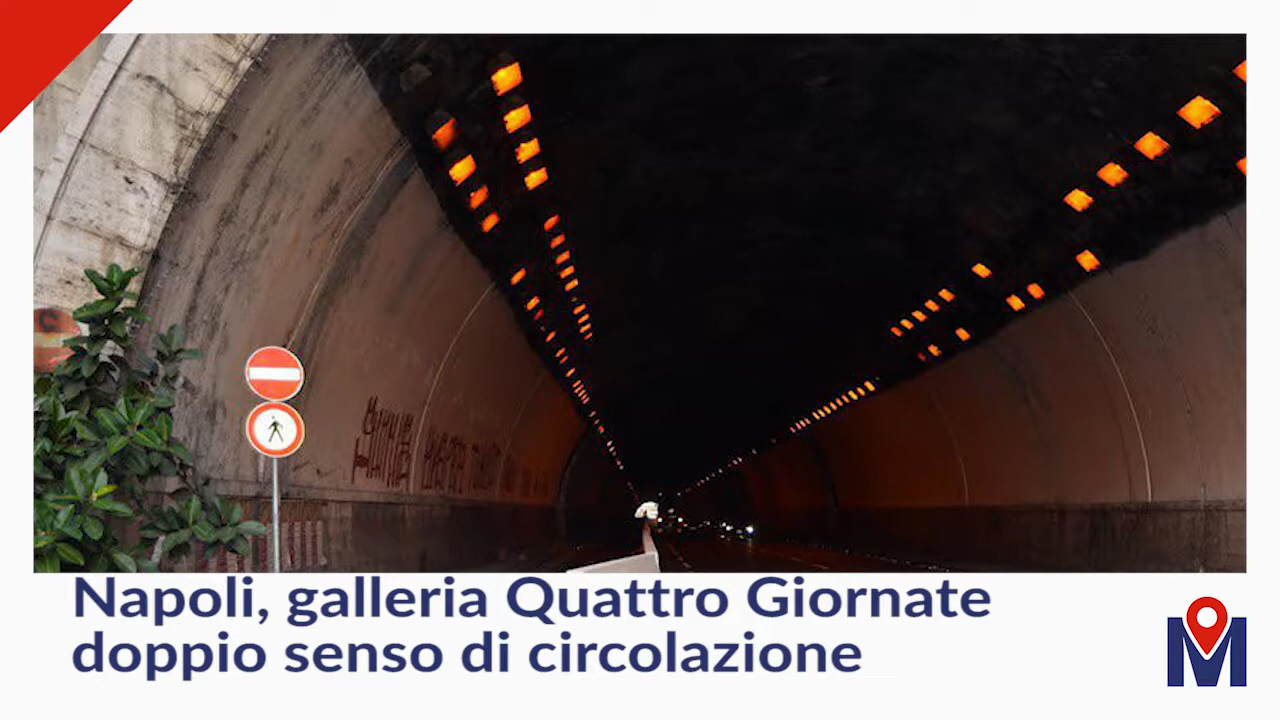 Napoli, galleria Quattro Giornate
doppio senso di circolazione
M